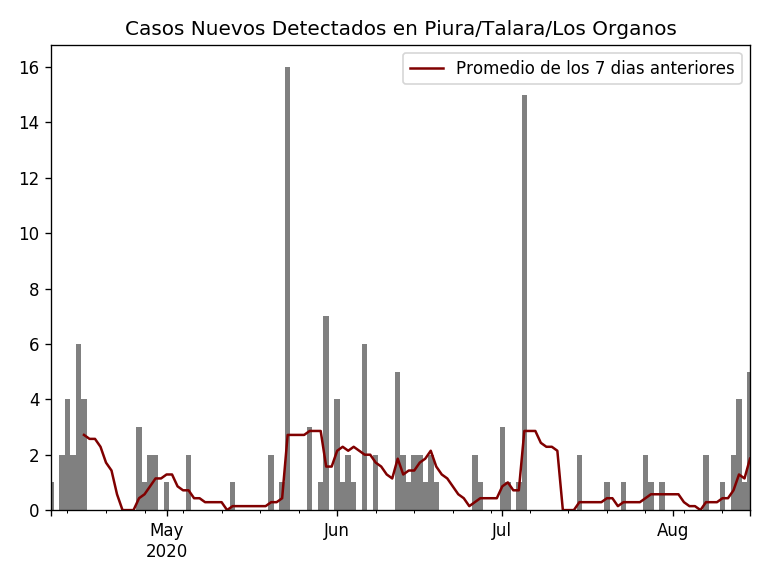 Casos Nuevos Detectados en Piura/Talara/Los Organos
Promedio de los 7 dias anteriores
16
14
12
10
8
6
4
2
0
May
2020
Jun
Jul
Aug